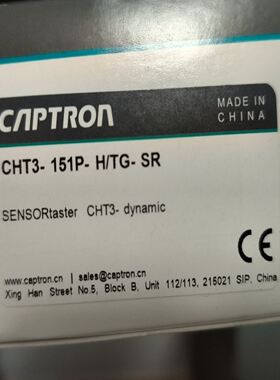 CAPTRON
MADE IN
CHINA
CHT3- 151P- H/TG- SR
SENSORtaster CHT3- dynamic
CE
www.captron.cn | sales@captron.cn
Xing Han Street No.5, Block B, Unit 112/113, 215021 SIP, China